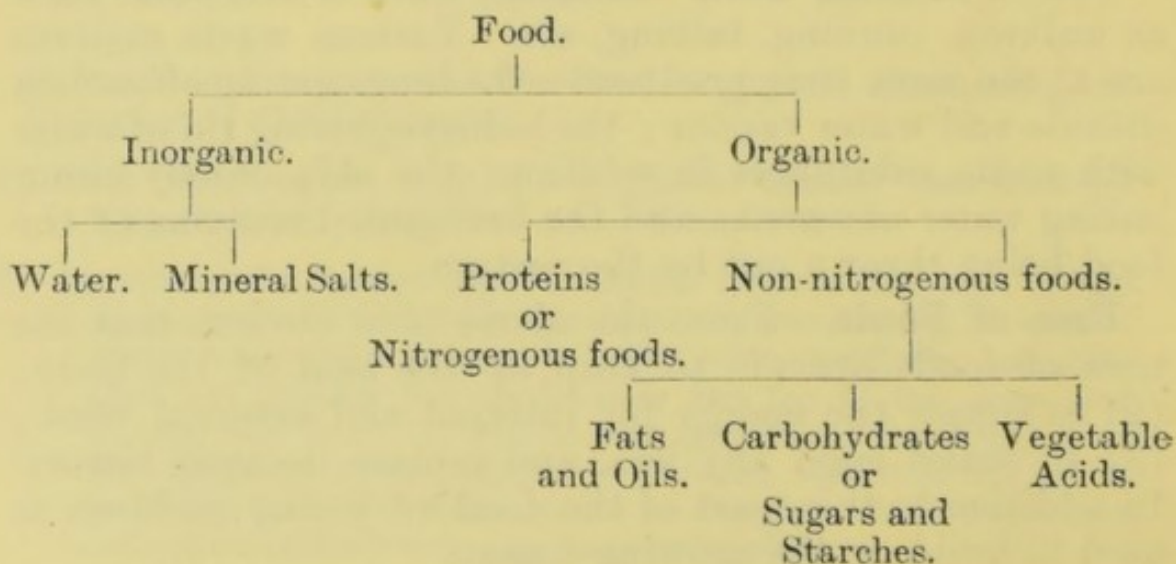 Food.
Inorganic. Organic.
Water. Mineral Salts. Proteins Non-nitrogenous foods.
or
Nitrogenous foods.
Fats Carbohydrates Vegetable
and Oils. or Acids.
Sugars and
Starches.